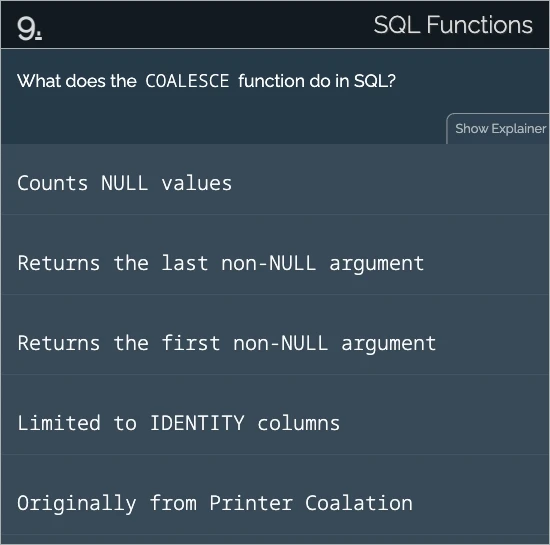 9.
SQL Functions
What does the COALESCE function do in SQL?
Show Explainer
Counts NULL values
Returns the last non-NULL argument
Returns the first non-NULL argument
Limited to IDENTITY columns
Originally from Printer Coalation